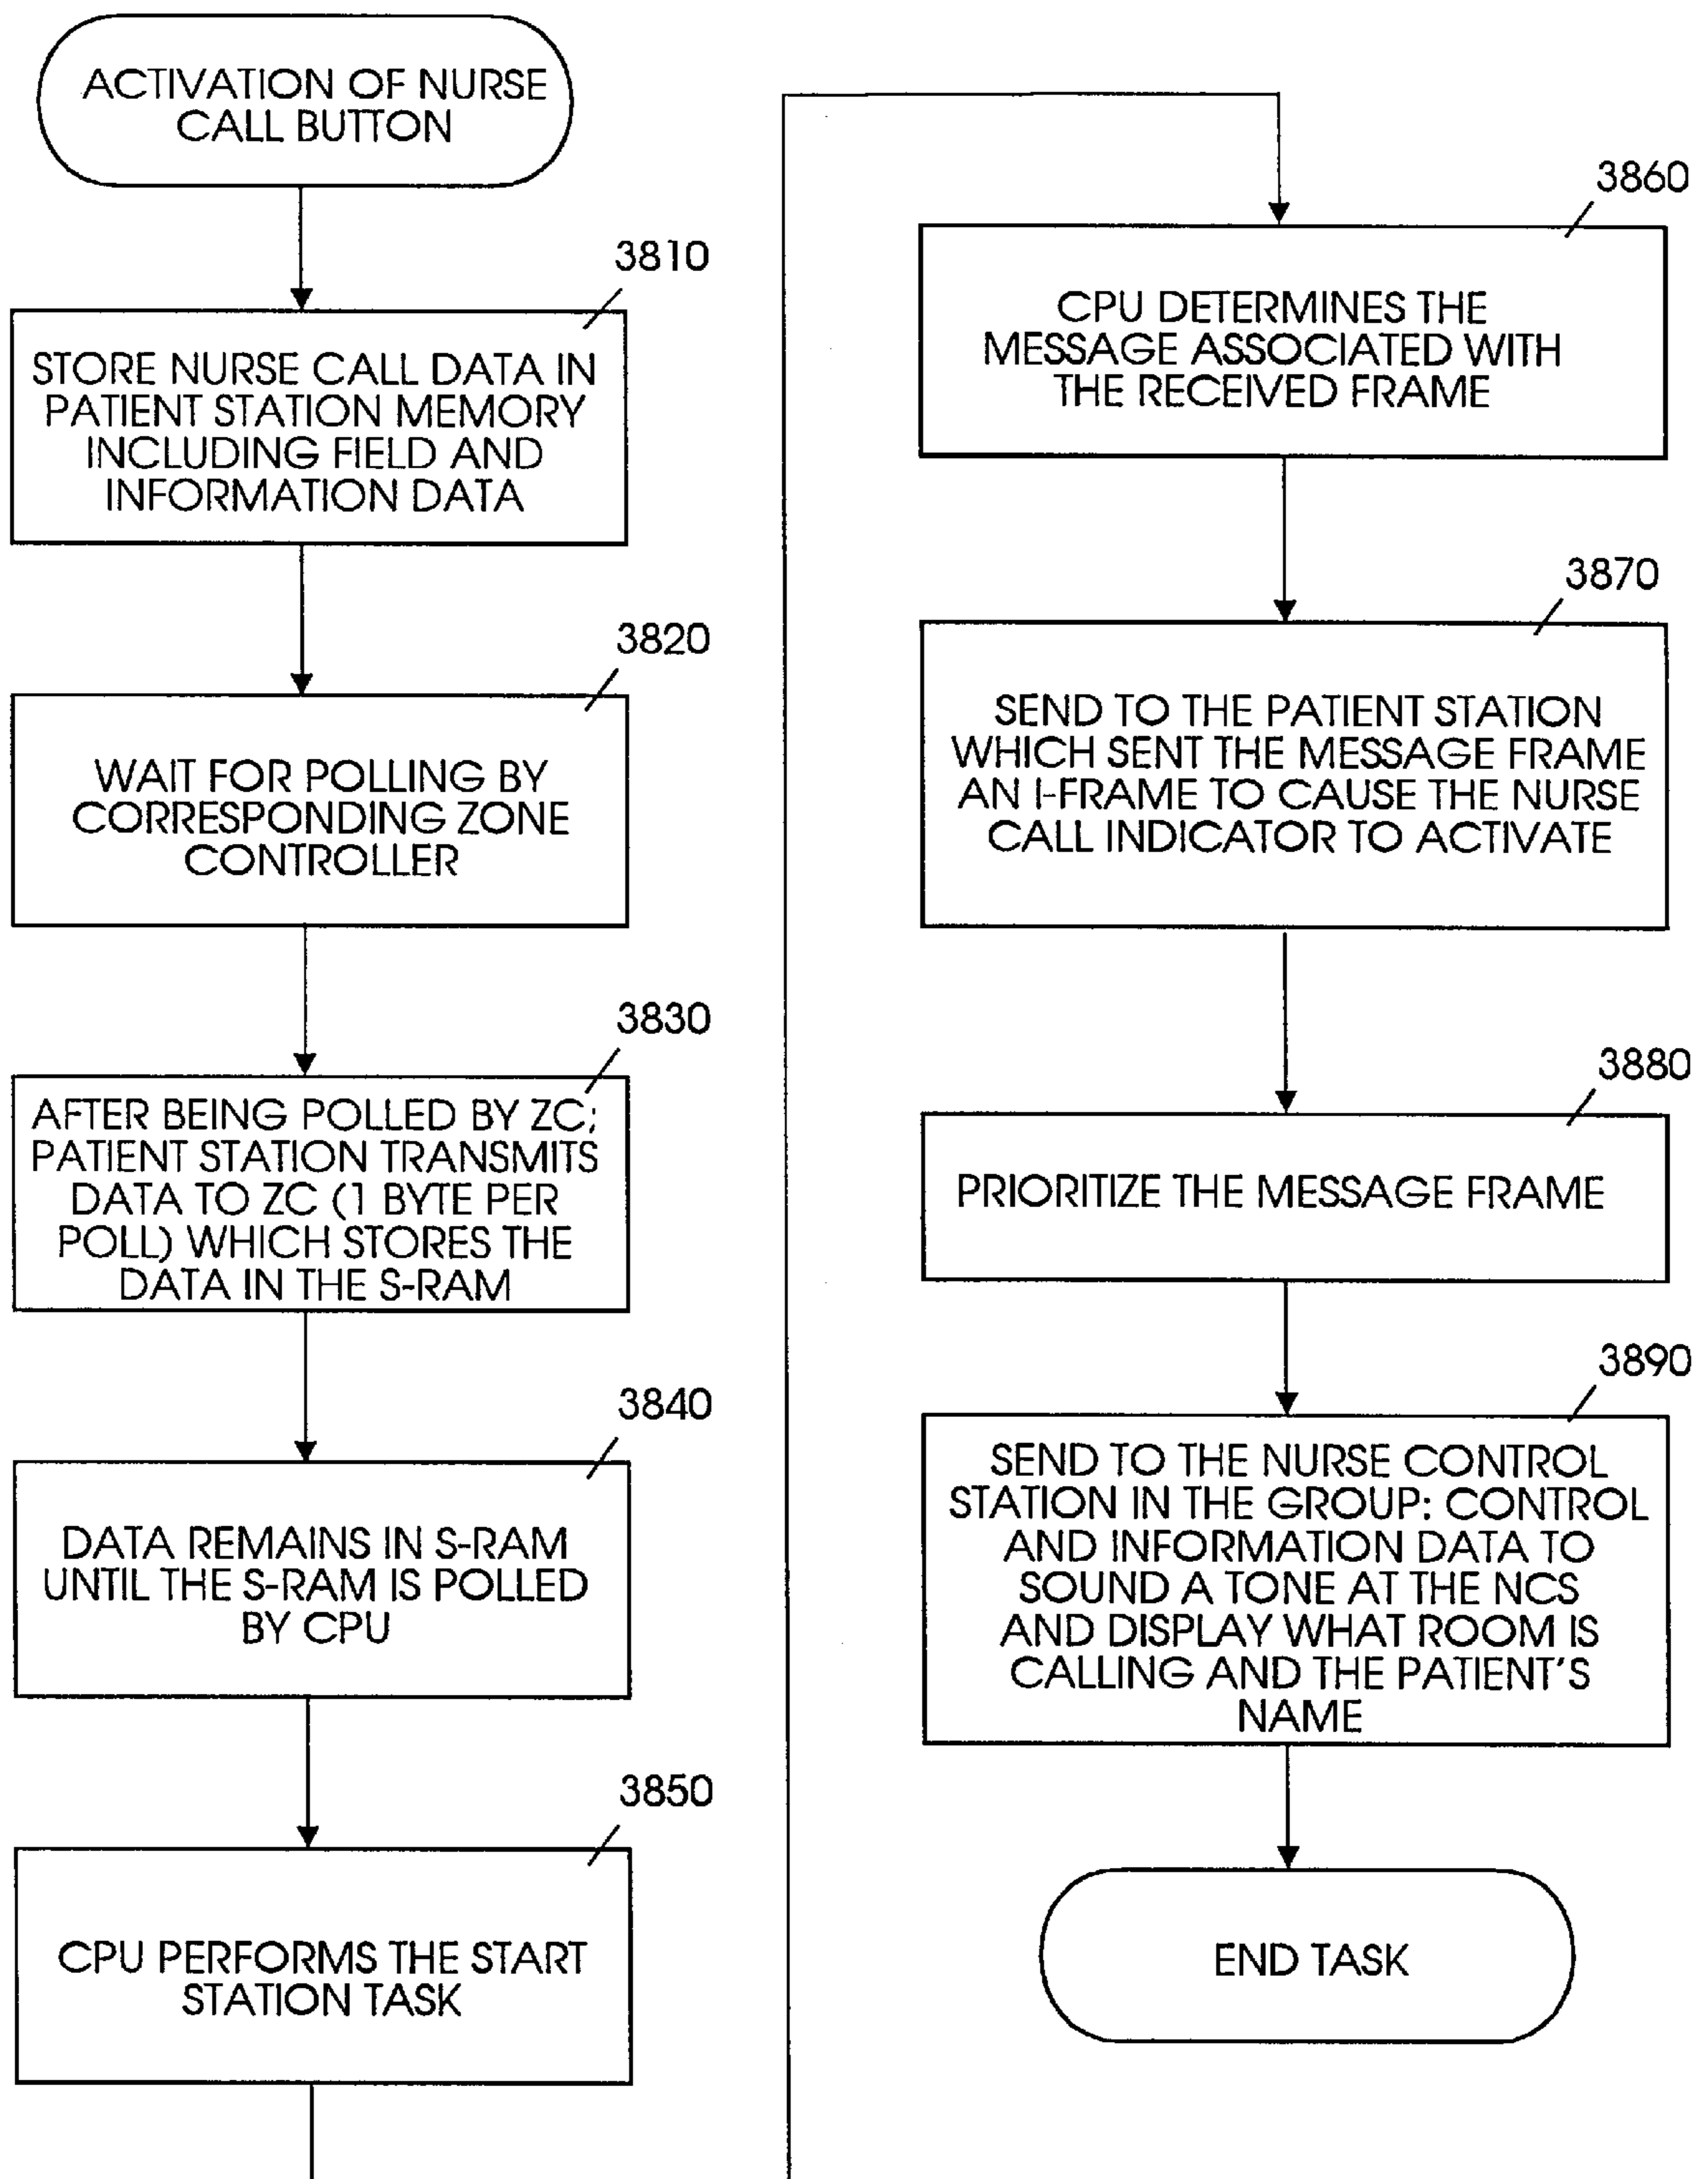 ACTIVATION OF NURSE
CALL BUTTON
3810
STORE NURSE CALL DATA IN
PATIENT STATION MEMORY
INCLUDING FIELD AND
INFORMATION DATA
3820
WAIT FOR POLLING BY
CORRESPONDING ZONE
CONTROLLER
3830
AFTER BEING POLLED BY ZC;
PATIENT STATION TRANSMITS
DATA TO ZC (1 BYTE PER
POLL) WHICH STORES THE
DATA IN THE S-RAM
3840
DATA REMAINS IN S-RAM
UNTIL THE S-RAM IS POLLED
BY CPU
3850
CPU PERFORMS THE START
STATION TASK
3860
CPU DETERMINES THE
MESSAGE ASSOCIATED WITH
THE RECEIVED FRAME
3870
SEND TO THE PATIENT STATION
WHICH SENT THE MESSAGE FRAME
AN I-FRAME TO CAUSE THE NURSE
CALL INDICATOR TO ACTIVATE
3880
PRIORITIZE THE MESSAGE FRAME
3890
SEND TO THE NURSE CONTROL
STATION IN THE GROUP: CONTROL
AND INFORMATION DATA TO
SOUND A TONE AT THE NCS
AND DISPLAY WHAT ROOM IS
CALLING AND THE PATIENT'S
NAME
END TASK